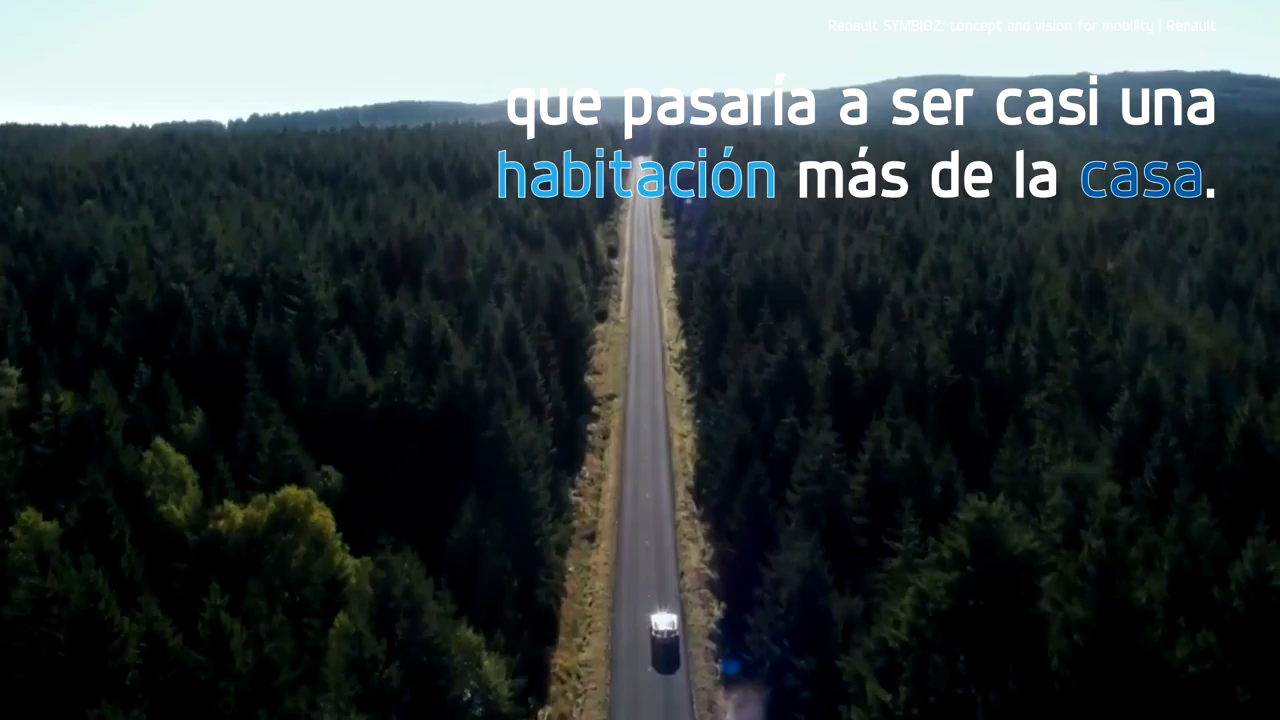 Renault SYMBIOZ: concept and vision for mobility | Renault
que pasaría a ser casi una
habitación más de la casa.